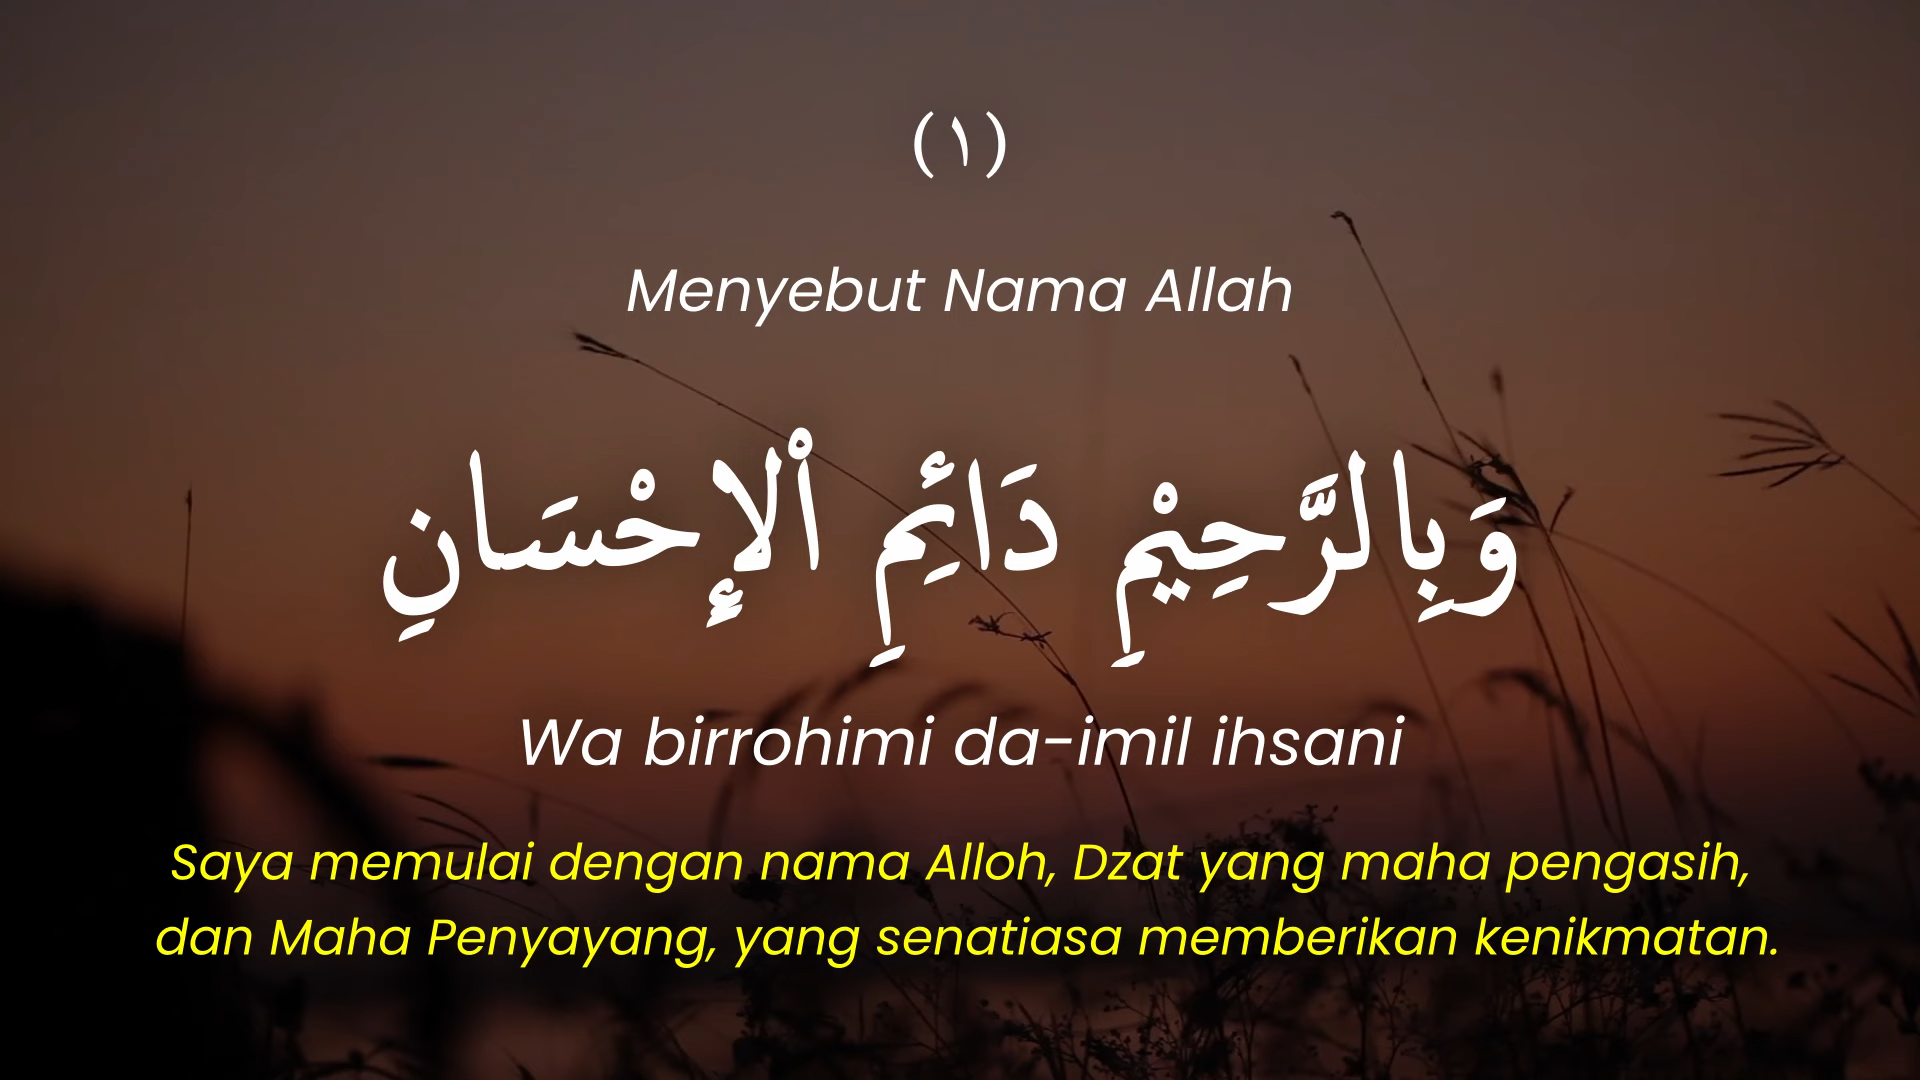 (١)
Menyebut Nama Allah
وَبِالرَّحِيْمِ دَائِمِ اْلإِحْسَانِ
Wa birrohimi da-imil ihsani
Saya memulai dengan nama Alloh, Dzat yang maha pengasih,
dan Maha Penyayang, yang senatiasa memberikan kenikmatan.